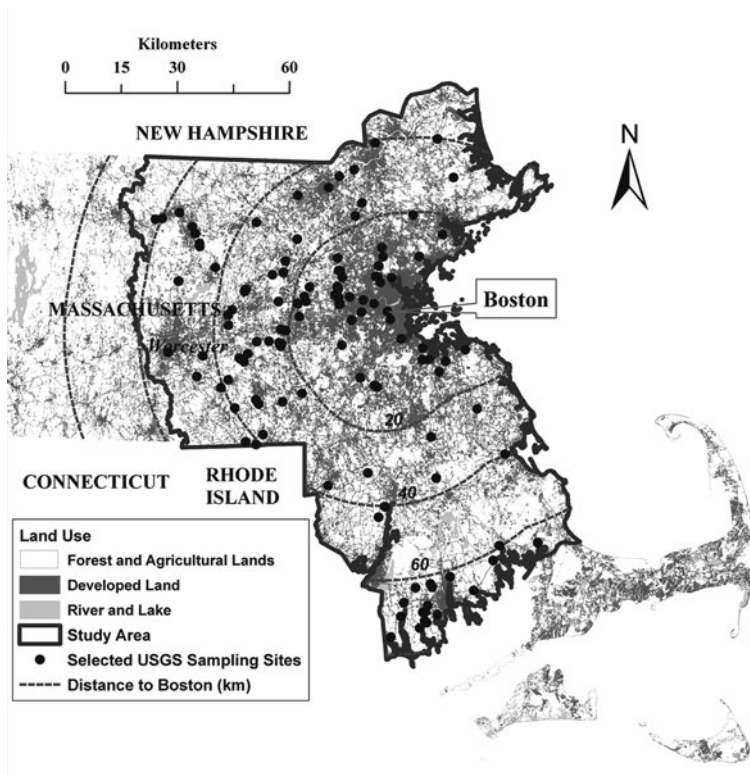 Kilometers
0 15 30 60
NEW HAMPSHIRE
N
MASSACHUSETTS
Boston
Worcester
20
CONNECTICUT
RHODE
ISLAND
40
60
Land Use
Forest and Agricultural Lands
Developed Land
River and Lake
Study Area
Selected USGS Sampling Sites
Distance to Boston (km)